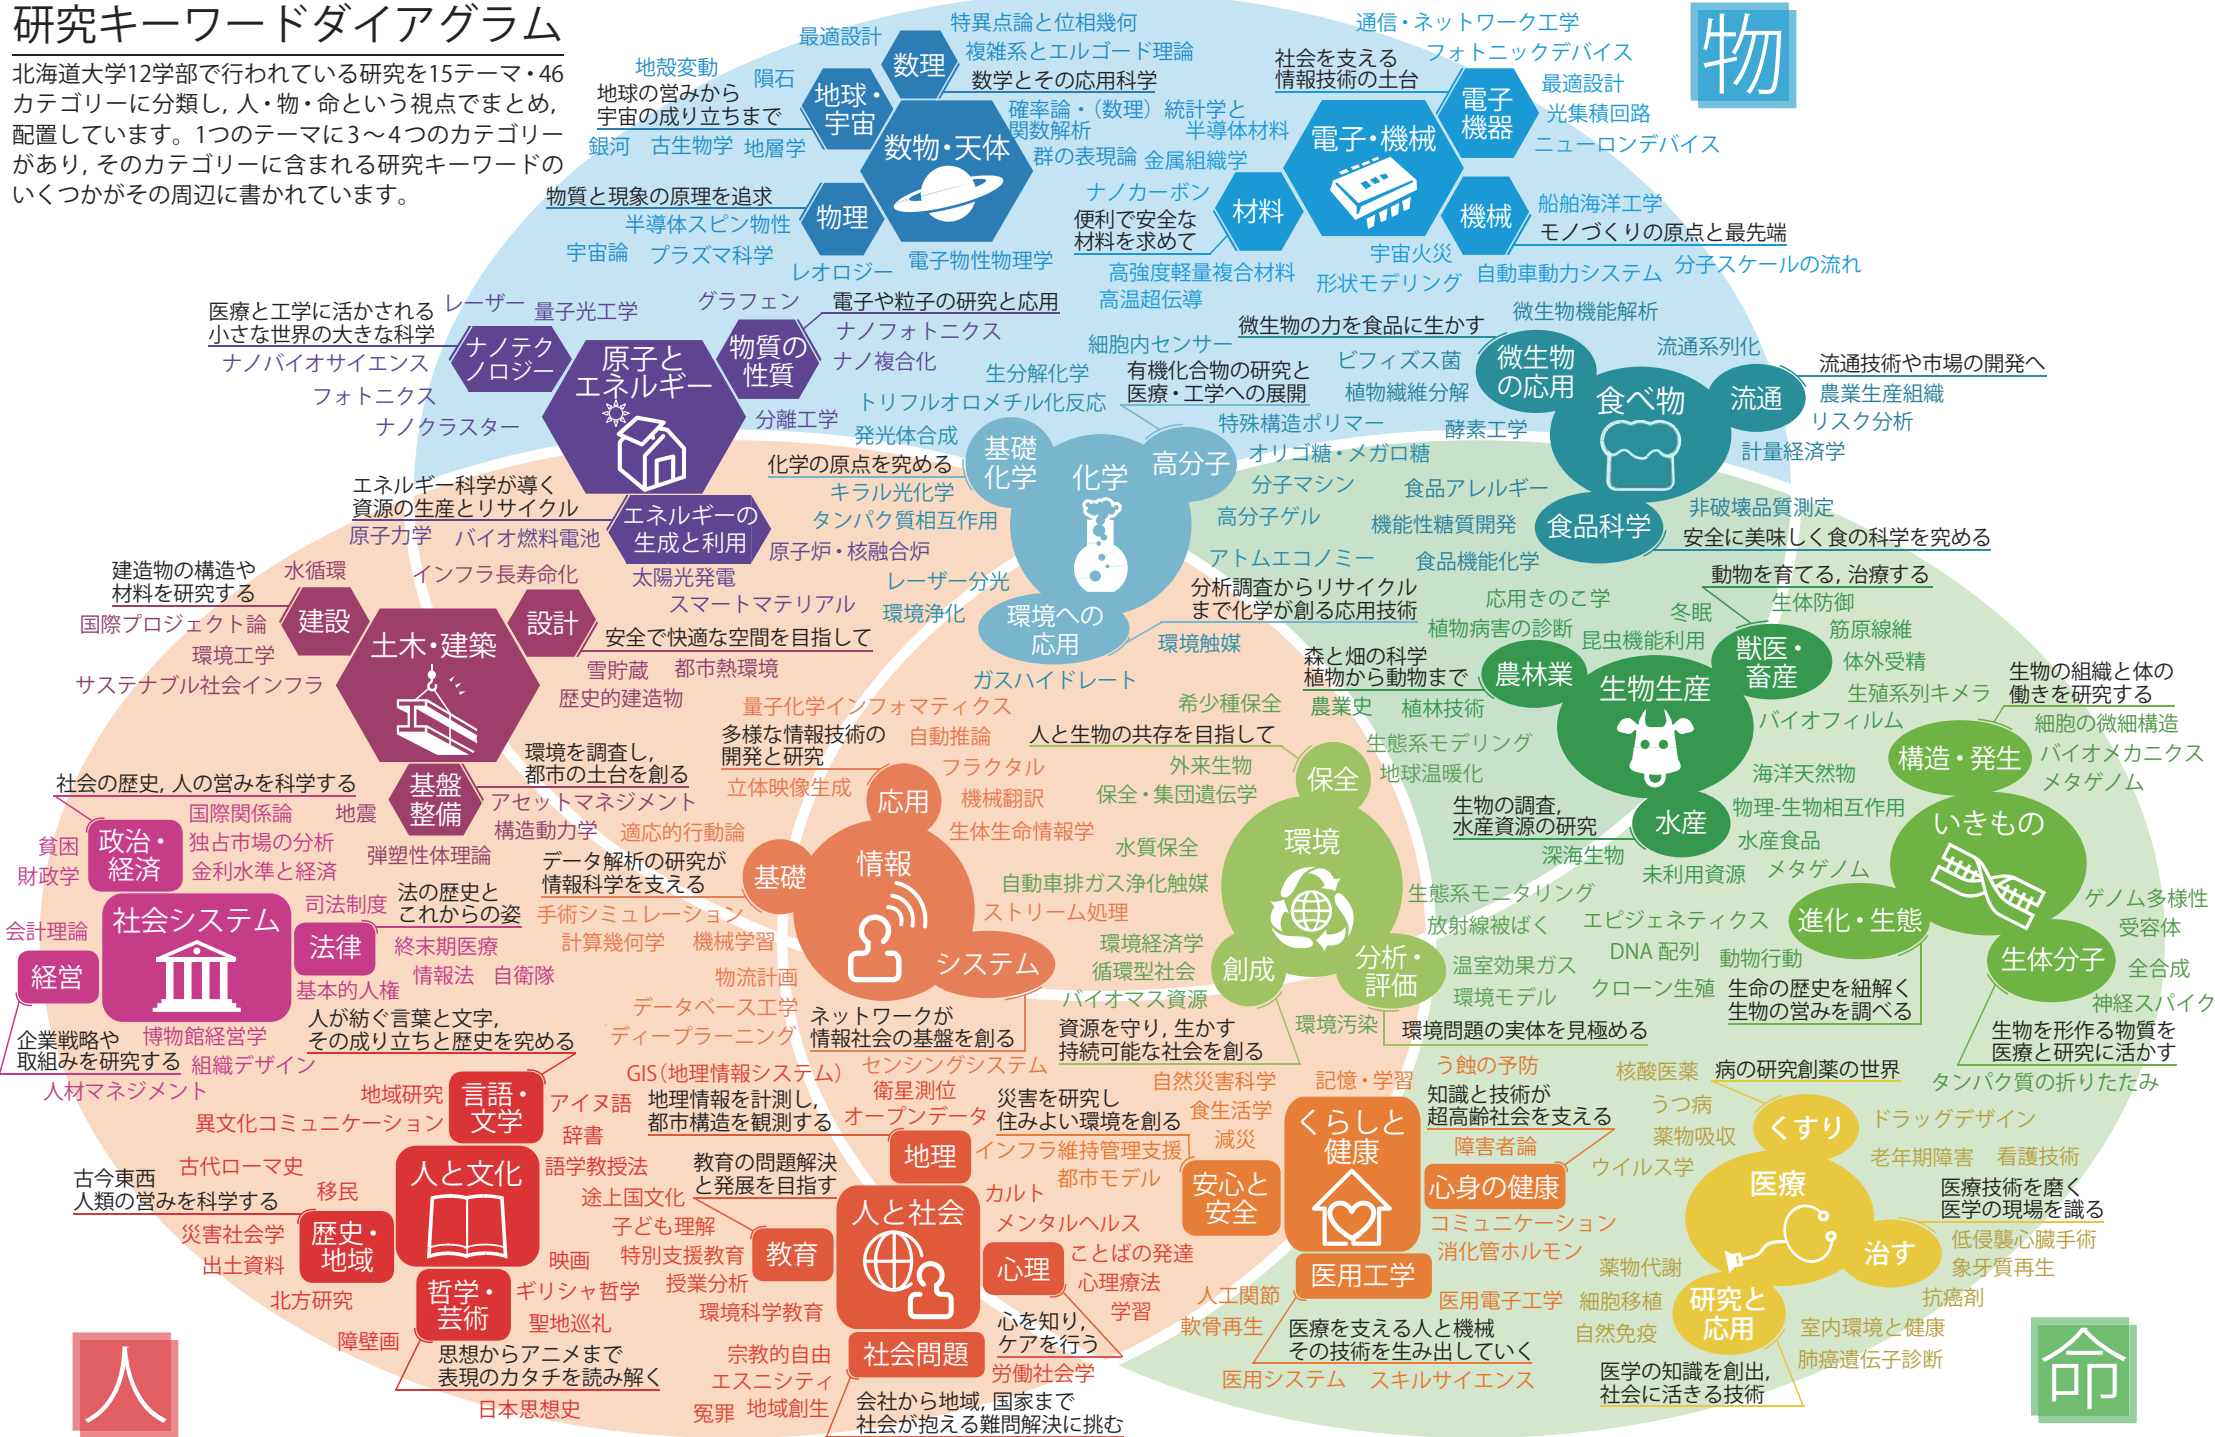 研究キーワードダイアグラム
北海道大学12学部で行われている研究を15テーマ・46
カテゴリーに分類し, 人・物・命という視点でまとめ,
配置しています。1つのテーマに3～4つのカテゴリー
があり, そのカテゴリーに含まれる研究キーワードの
いくつかがその周辺に書かれています。
物
特異点論と位相幾何
最適設計
数理
複雑系とエルゴード理論
数学とその応用科学
地殻変動
隕石
地球の営みから
宇宙の成り立ちまで
地球・
宇宙
確率論・（数理）統計学と
関数解析
銀河
古生物学
地層学
数物・天体
群の表現論
物質と現象の原理を追求
物理
半導体スピン物性
宇宙論
プラズマ科学
レオロジー
電子物性物理学
通信・ネットワーク工学
社会を支える
情報技術の土台
フォトニックデバイス
電子
機器
最適設計
光集積回路
ニューロンデバイス
半導体材料
金属組織学
電子・機械
ナノカーボン
便利で安全な
材料を求めて
材料
機械
船舶海洋工学
モノづくりの原点と最先端
宇宙火災
高強度軽量複合材料
形状モデリング
自動車動力システム
分子スケールの流れ
高温超伝導
医療と工学に活かされる
小さな世界の大きな科学
レーザー
量子光工学
グラフェン
電子や粒子の研究と応用
ナノテク
ノロジー
原子と
エネルギー
物質の
性質
ナノフォトニクス
ナノ複合化
ナノバイオサイエンス
フォトニクス
ナノクラスター
分離工学
エネルギー科学が導く
資源の生産とリサイクル
エネルギーの
生成と利用
原子力学
バイオ燃料電池
原子炉・核融合炉
太陽光発電
スマートマテリアル
細胞内センサー
有機化合物の研究と
医療・工学への展開
生分解化学
トリフルオロメチル化反応
発光体合成
化学の原点を究める
基礎
化学
化学
高分子
特殊構造ポリマー
オリゴ糖・メガロ糖
分子マシン
高分子ゲル
キラル光化学
タンパク質相互作用
アトムエコノミー
レーザー分光
環境浄化
環境への
応用
分析調査からリサイクル
まで化学が創る応用技術
環境触媒
ガスハイドレート
微生物機能解析
微生物の力を食品に生かす
ビフィズス菌
植物繊維分解
微生物
の応用
流通系列化
流通技術や市場の開発へ
食べ物
流通
農業生産組織
リスク分析
計量経済学
酵素工学
食品アレルギー
機能性糖質開発
食品科学
非破壊品質測定
安全に美味しく食の科学を究める
食品機能化学
建造物の構造や
材料を研究する
水循環
インフラ長寿命化
建設
土木・建築
設計
安全で快適な空間を目指して
国際プロジェクト論
環境工学
サステナブル社会インフラ
雪貯蔵
都市熱環境
歴史的建造物
環境を調査し,
都市の土台を創る
基盤
整備
アセットマネジメント
構造動力学
地震
弾塑性体理論
動物を育てる, 治療する
応用きのこ学
冬眠
生体防御
植物病害の診断
昆虫機能利用
獣医・
畜産
筋原線維
体外受精
生殖系列キメラ
バイオフィルム
森と畑の科学
植物から動物まで
農林業
生物生産
農業史
植林技術
生物の調査,
水産資源の研究
水産
海洋天然物
物理-生物相互作用
水産食品
深海生物
未利用資源
メタゲノム
生物の組織と体の
働きを研究する
細胞の微細構造
構造・発生
バイオメカニクス
メタゲノム
いきもの
ゲノム多様性
受容体
進化・生態
エピジェネティクス
DNA 配列
動物行動
クローン生殖
生命の歴史を紐解く
生物の営みを調べる
生体分子
全合成
神経スパイク
生物を形作る物質を
医療と研究に活かす
タンパク質の折りたたみ
量子化学インフォマティクス
多様な情報技術の
開発と研究
自動推論
立体映像生成
フラクタル
応用
機械翻訳
生体生命情報学
適応的行動論
データ解析の研究が
情報科学を支える
基礎
情報
手術シミュレーション
計算幾何学
機械学習
ストリーム処理
システム
物流計画
データベース工学
ディープラーニング
ネットワークが
情報社会の基盤を創る
センシングシステム
希少種保全
人と生物の共存を目指して
外来生物
保全・集団遺伝学
保全
生態系モデリング
地球温暖化
水質保全
自動車排ガス浄化触媒
環境
生態系モニタリング
放射線被ばく
環境経済学
循環型社会
バイオマス資源
創成
分析・
評価
温室効果ガス
環境モデル
資源を守り, 生かす
持続可能な社会を創る
環境汚染
環境問題の実体を見極める
社会の歴史, 人の営みを科学する
国際関係論
独占市場の分析
金利水準と経済
貧困
財政学
政治・
経済
社会システム
会計理論
経営
法律
司法制度
法の歴史と
これからの姿
終末期医療
情報法
自衛隊
基本的人権
企業戦略や
取組みを研究する
博物館経営学
組織デザイン
人材マネジメント
人が紡ぐ言葉と文字,
その成り立ちと歴史を究める
地域研究
言語・
文学
アイヌ語
異文化コミュニケーション
辞書
古代ローマ史
人と文化
語学教授法
古今東西
人類の営みを科学する
移民
災害社会学
歴史・
地域
出土資料
北方研究
映画
哲学・
芸術
ギリシャ哲学
聖地巡礼
障壁画
思想からアニメまで
表現のカタチを読み解く
日本思想史
GIS（地理情報システム）
衛星測位
地理情報を計測し,
都市構造を観測する
オープンデータ
地理
教育の問題解決
と発展を目指す
途上国文化
子ども理解
特別支援教育
授業分析
環境科学教育
教育
人と社会
カルト
メンタルヘルス
ことばの発達
心理
心理療法
学習
心を知り,
ケアを行う
宗教的自由
エスニシティ
冤罪
地域創生
社会問題
労働社会学
会社から地域, 国家まで
社会が抱える難問解決に挑む
自然災害科学
災害を研究し
住みよい環境を創る
食生活学
減災
インフラ維持管理支援
都市モデル
安心と
安全
記憶・学習
う蝕の予防
くらしと
健康
知識と技術が
超高齢社会を支える
障害者論
心身の健康
コミュニケーション
消化管ホルモン
医用工学
人工関節
軟骨再生
医用電子工学
医療を支える人と機械
その技術を生み出していく
医用システム
スキルサイエンス
核酸医薬
病の研究創薬の世界
うつ病
薬物吸収
ウイルス学
くすり
ドラッグデザイン
老年期障害
看護技術
医療
医療技術を磨く
医学の現場を識る
治す
低侵襲心臓手術
象牙質再生
抗癌剤
薬物代謝
細胞移植
自然免疫
研究と
応用
室内環境と健康
肺癌遺伝子診断
医学の知識を創出,
社会に活きる技術
人
命